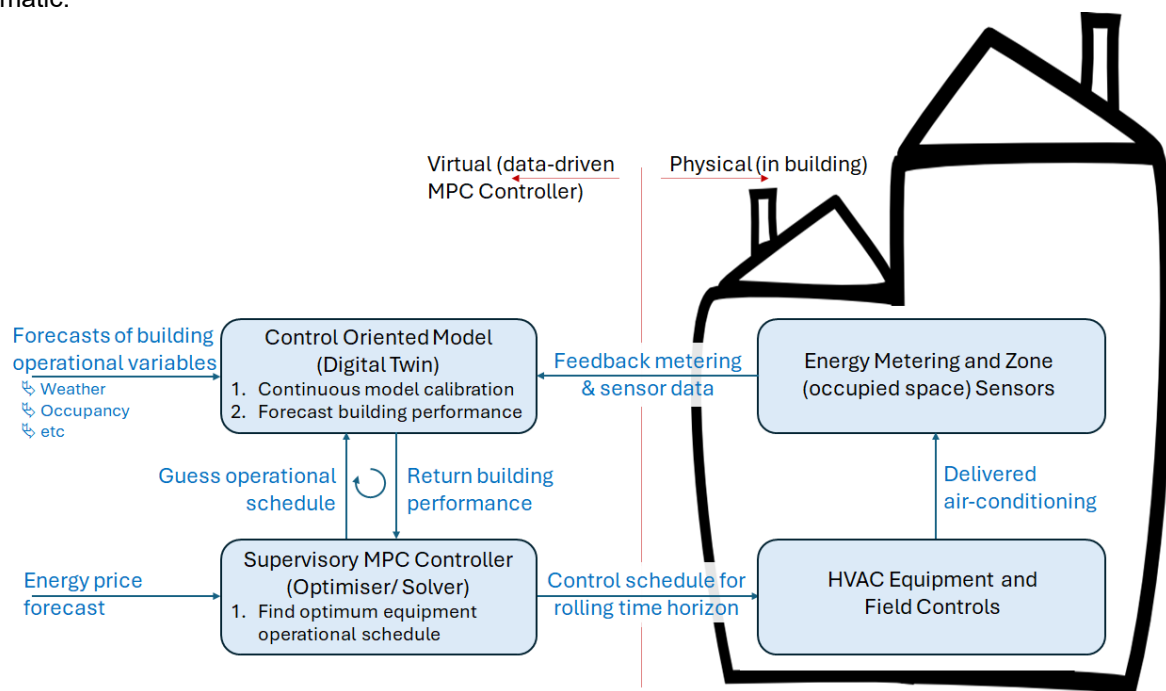 matic.
Virtual (data-driven
MPC Controller)
Physical (in building)
Forecasts of building
operational variables
Weather
Occupancy
etc
Control Oriented Model
(Digital Twin)
1. Continuous model calibration
2. Forecast building performance
Feedback metering
& sensor data
Energy Metering and Zone
(occupied space) Sensors
Guess operational
schedule
Return building
performance
Delivered
air-conditioning
Energy price
forecast
Supervisory MPC Controller
(Optimiser/ Solver)
1. Find optimum equipment
operational schedule
Control schedule for
rolling time horizon
HVAC Equipment and
Field Controls